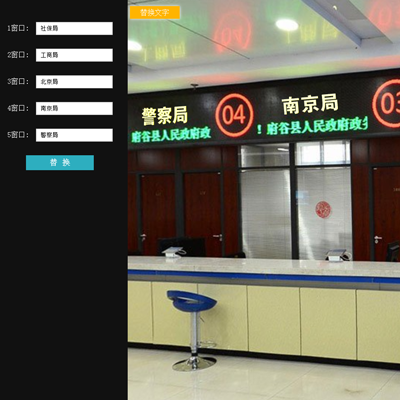 替换文字
1窗口: 社保局
2窗口: 工商局
3窗口: 北京局
4窗口: 南京局
5窗口: 警察局
替 换
警察局 04 南京局 03
府谷县人民政府政 ! 府谷县人民政府政务